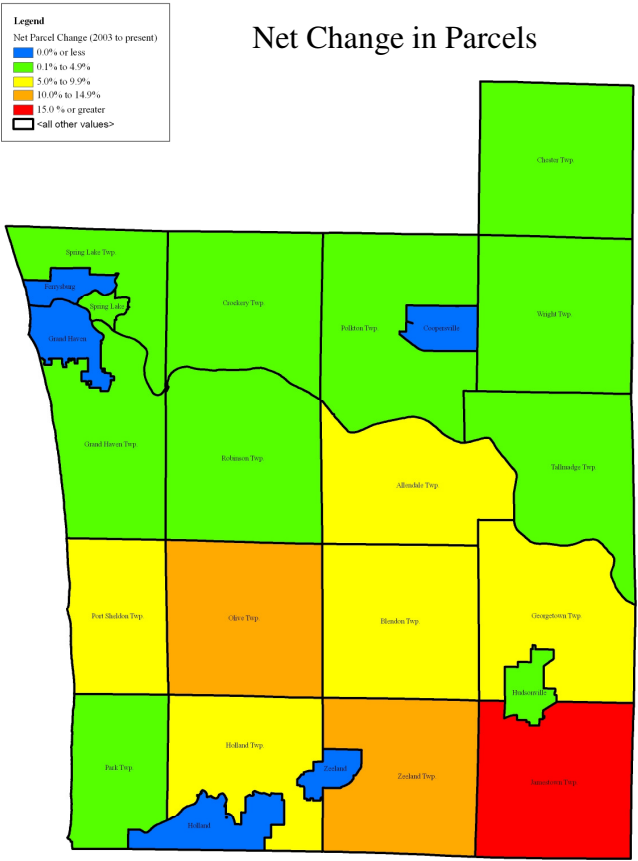 Legend
Net Parcel Change (2003 to present)
0.0% or less
0.1% to 4.9%
5.0% to 9.9%
10.0% to 14.9%
15.0 % or greater
<all other values>
Net Change in Parcels
Chester Twp.
Spring Lake Twp.
Ferrysburg
Spring Lake
Crockery Twp.
Polkton Twp.
Coopersville
Wright Twp.
Grand Haven
Grand Haven Twp.
Robinson Twp.
Allendale Twp.
Tallmadge Twp.
Port Sheldon Twp.
Olive Twp.
Blendon Twp.
Georgetown Twp.
Hudsonville
Park Twp.
Holland Twp.
Zeeland
Zeeland Twp.
Jamestown Twp.
Holland